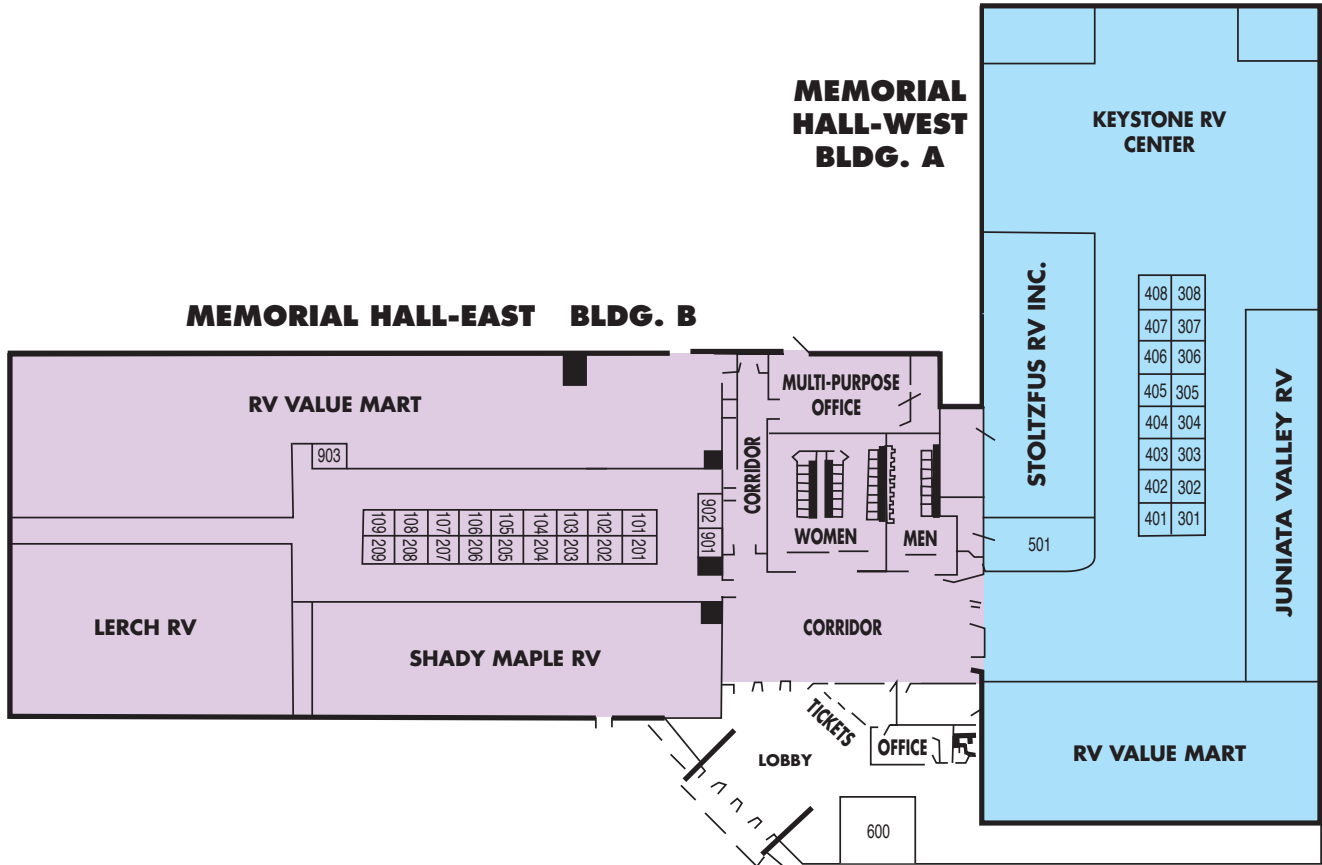 MEMORIAL
HALL-WEST
BLDG. A
KEYSTONE RV
CENTER
STOLTZFUS RV INC.
408 308
407 307
406 306
405 305
404 304
403 303
402 302
401 301
JUNIATA VALLEY RV
501
RV VALUE MART
MEMORIAL HALL-EAST BLDG. B
RV VALUE MART
903
109 108 107 106 105 104 103 102 101
209 208 207 206 205 204 203 202 201
902 901
LERCH RV
SHADY MAPLE RV
CORRIDOR
MULTI-PURPOSE
OFFICE
WOMEN
MEN
CORRIDOR
TICKETS
OFFICE
LOBBY
600